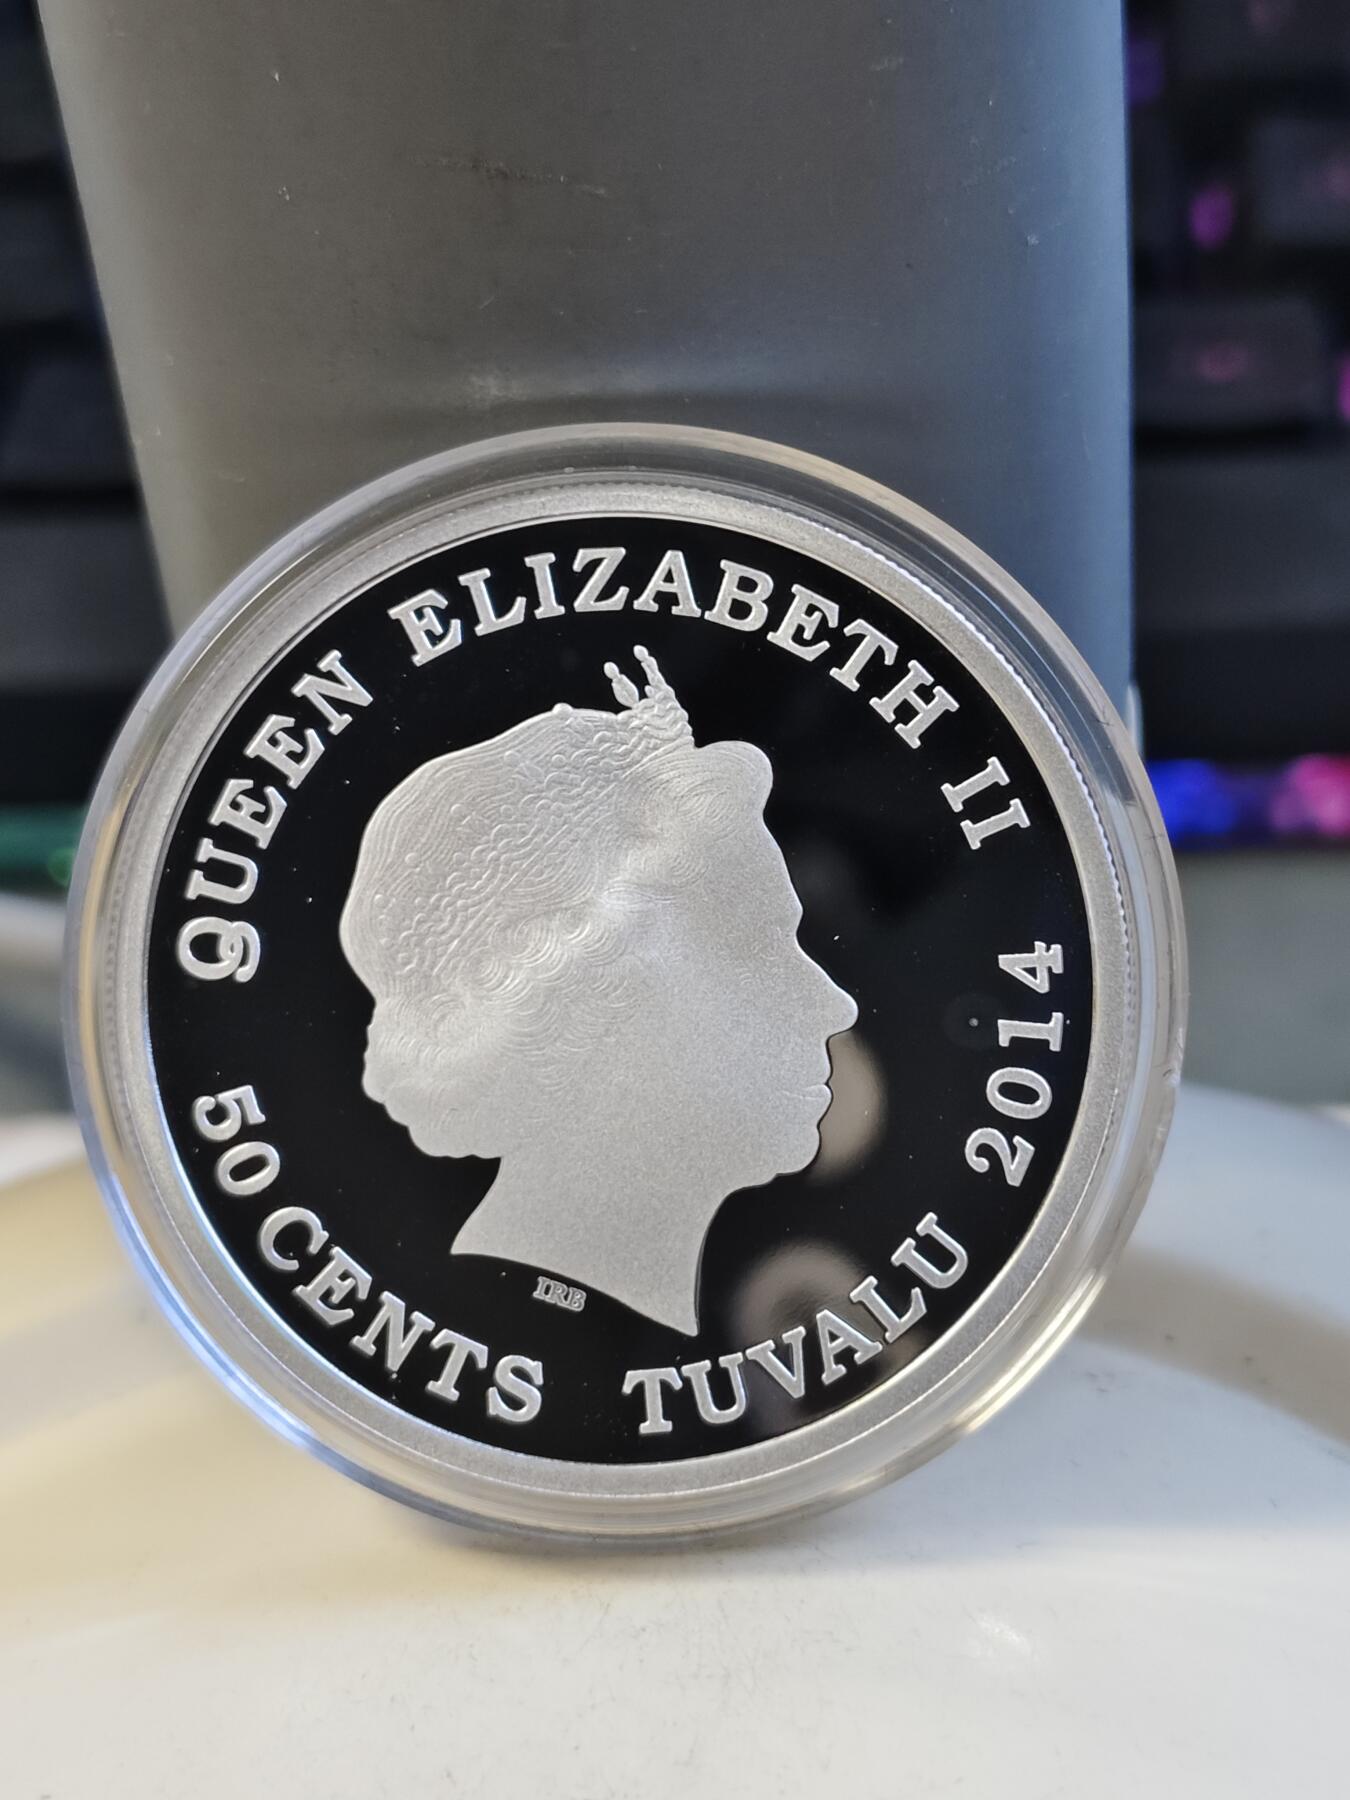 QUEEN ELIZABETH II
50 CENTS TUVALU 2014
IRB